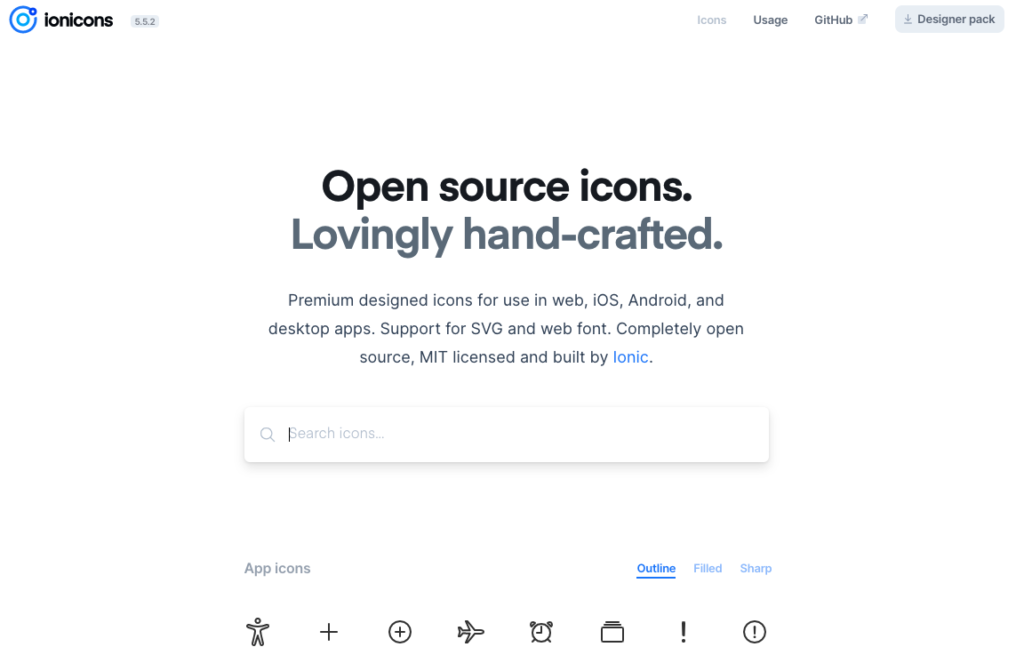 ionicons 5.5.2 Icons Usage GitHub Designer pack
Open source icons.
Lovingly hand-crafted.
Premium designed icons for use in web, iOS, Android, and
desktop apps. Support for SVG and web font. Completely open
source, MIT licensed and built by Ionic.
Search icons...
App icons Outline Filled Sharp